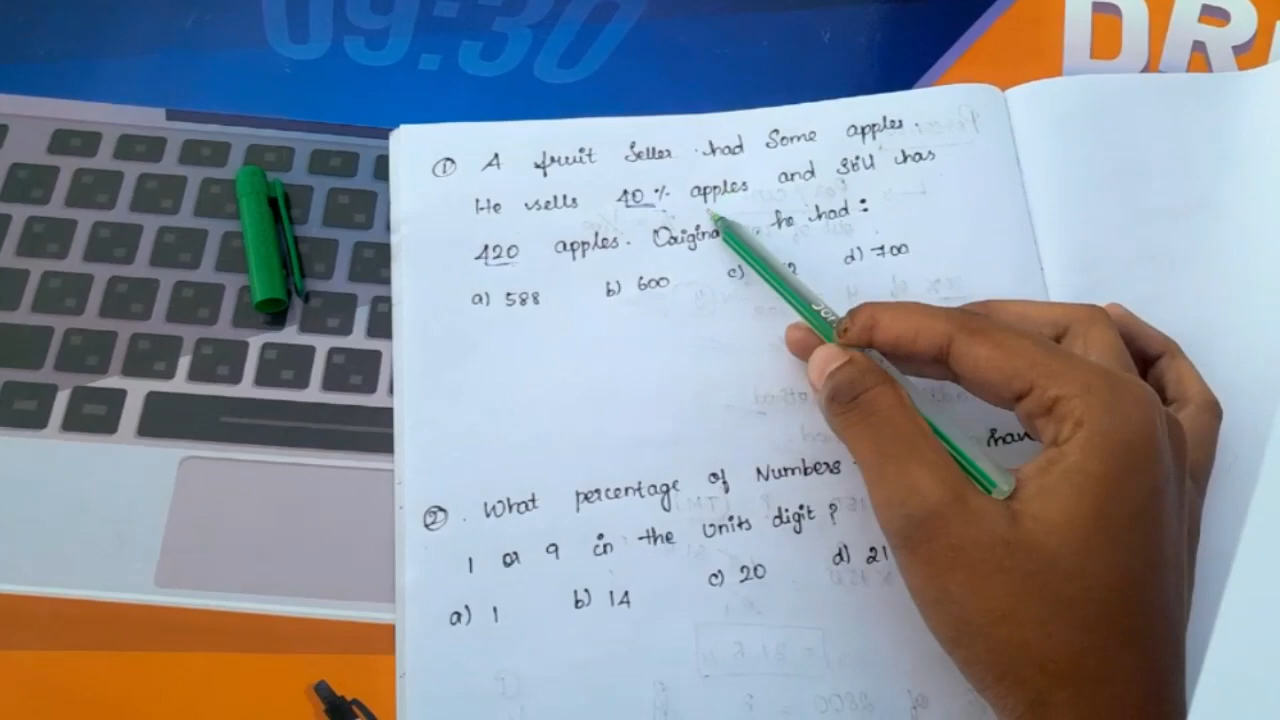 09:30
DR
① A fruit Seller had Some apples.
He sells 40% apples and still has
420 apples. he had:
a) 588 b) 600 c) d) 700
② . What percentage of Numbers
1 or 9 in the units digit ?
a) 1 b) 14 c) 20 d) 21